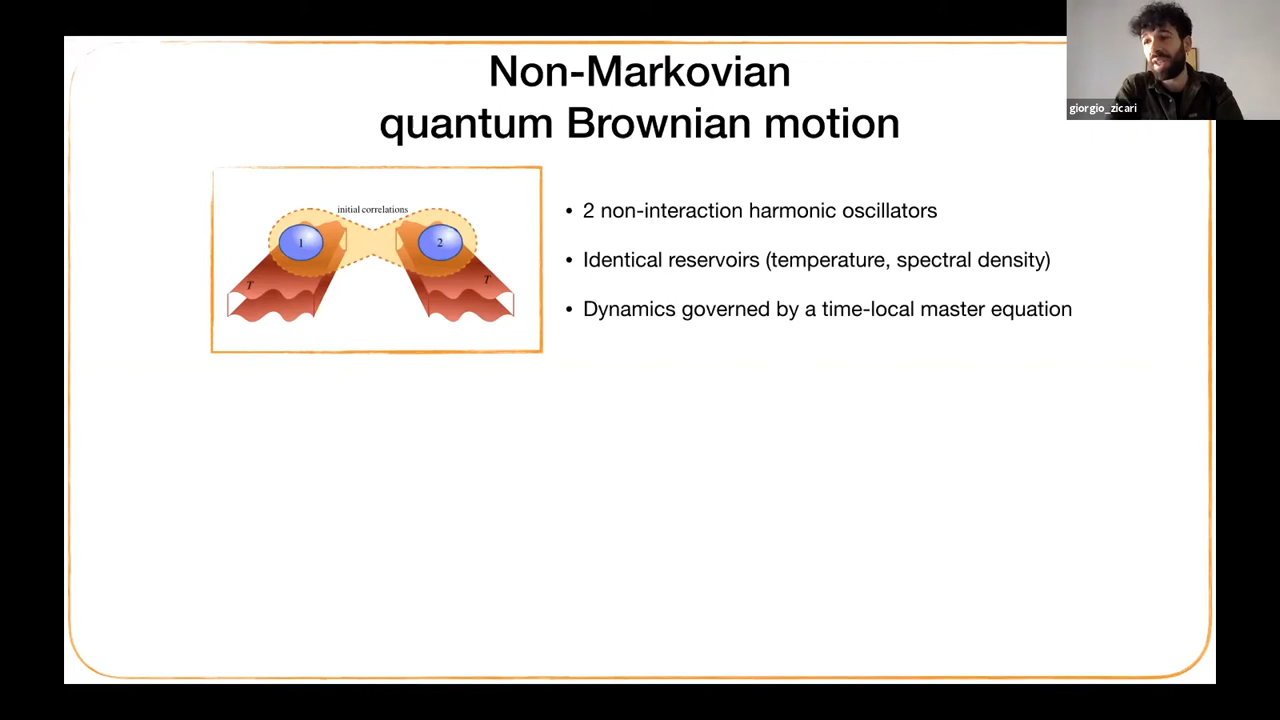 Non-Markovian
quantum Brownian motion
giorgio_zicari
initial correlations
1
2
T
T
• 2 non-interaction harmonic oscillators
• Identical reservoirs (temperature, spectral density)
• Dynamics governed by a time-local master equation